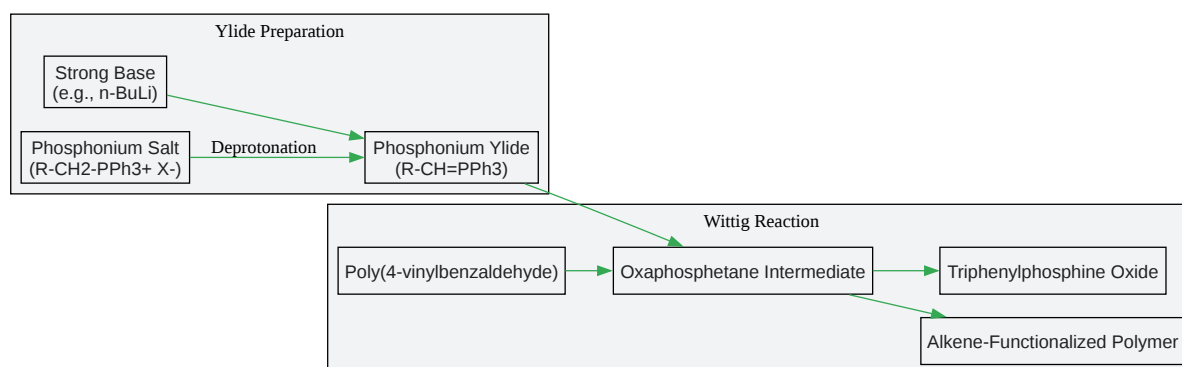 Ylide Preparation
Strong Base
(e.g., n-BuLi)
Phosphonium Salt
(R-CH2-PPh3+ X-)
Deprotonation
Phosphonium Ylide
(R-CH=PPh3)
Wittig Reaction
Poly(4-vinylbenzaldehyde)
Oxaphosphetane Intermediate
Triphenylphosphine Oxide
Alkene-Functionalized Polymer